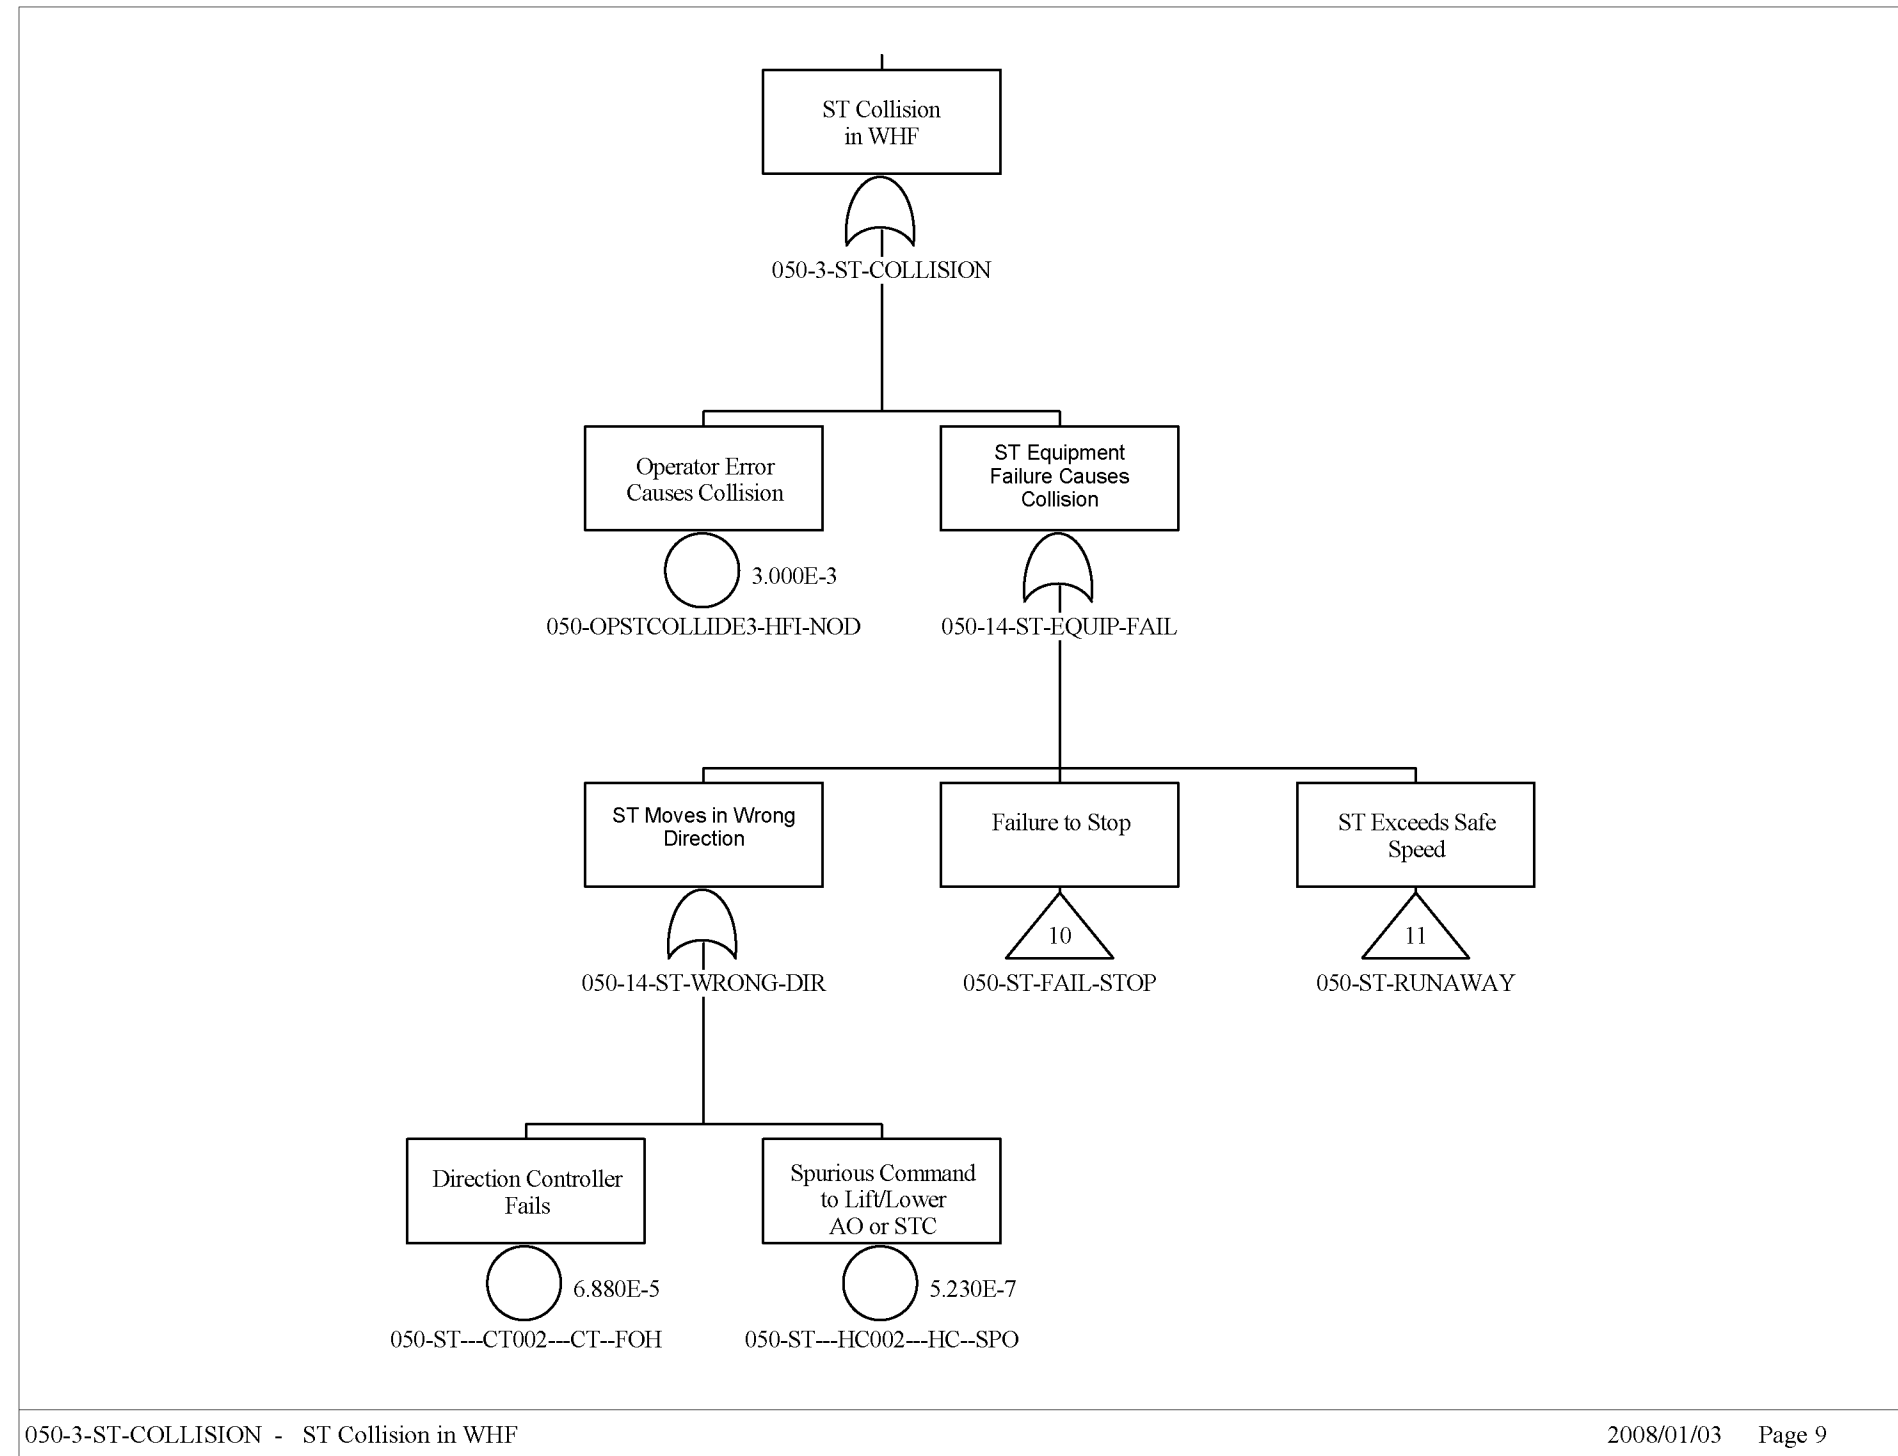 ST Collision
in WHF
050-3-ST-COLLISION
Operator Error
Causes Collision
3.000E-3
050-OPSTCOLLIDE3-HFI-NOD
ST Equipment
Failure Causes
Collision
050-14-ST-EQUIP-FAIL
ST Moves in Wrong
Direction
050-14-ST-WRONG-DIR
Failure to Stop
10
050-ST-FAIL-STOP
ST Exceeds Safe
Speed
11
050-ST-RUNAWAY
Direction Controller
Fails
6.880E-5
050-ST---CT002---CT--FOH
Spurious Command
to Lift/Lower
AO or STC
5.230E-7
050-ST---HC002---HC--SPO
050-3-ST-COLLISION - ST Collision in WHF
2008/01/03 Page 9